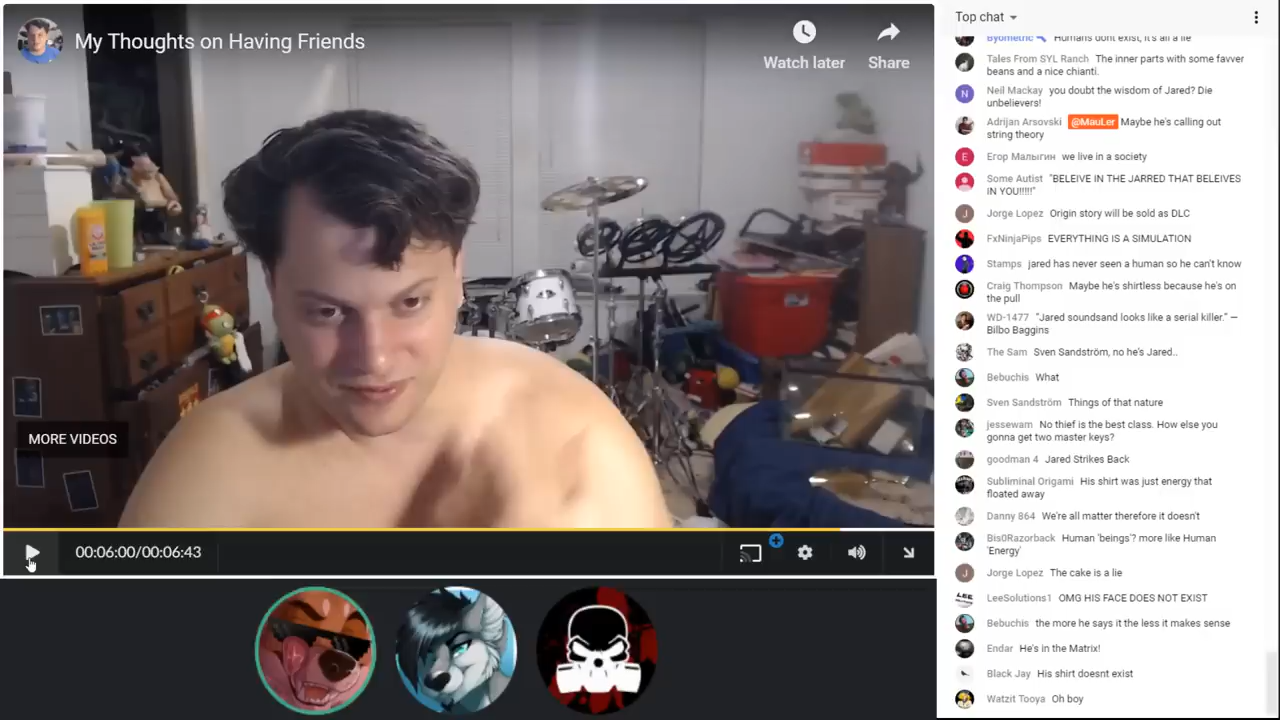 My Thoughts on Having Friends
Watch later
Share
MORE VIDEOS
00:06:00/00:06:43
Top chat
Byometric Humans dont exist, it's all a lie
Tales From SYL Ranch The inner parts with some favver
beans and a nice chianti.
N
Neil Mackay you doubt the wisdom of Jared? Die
unbelievers!
Adrijan Arsovski @MauLer Maybe he's calling out
string theory
E
Егор Малыгин we live in a society
Some Autist "BELEIVE IN THE JARRED THAT BELEIVES
IN YOU!!!!!"
J
Jorge Lopez Origin story will be sold as DLC
FxNinjaPips EVERYTHING IS A SIMULATION
Stamps jared has never seen a human so he can't know
Craig Thompson Maybe he's shirtless because he's on
the pull
WD-1477 "Jared soundsand looks like a serial killer." —
Bilbo Baggins
The Sam Sven Sandström, no he's Jared..
Bebuchis What
Sven Sandström Things of that nature
jessewam No thief is the best class. How else you
gonna get two master keys?
goodman 4 Jared Strikes Back
Subliminal Origami His shirt was just energy that
floated away
Danny 864 We're all matter therefore it doesn't
Bis0Razorback Human 'beings'? more like Human
'Energy'
J
Jorge Lopez The cake is a lie
LEE
LeeSolutions1 OMG HIS FACE DOES NOT EXIST
Bebuchis the more he says it the less it makes sense
Endar He's in the Matrix!
Black Jay His shirt doesnt exist
Watzit Tooya Oh boy